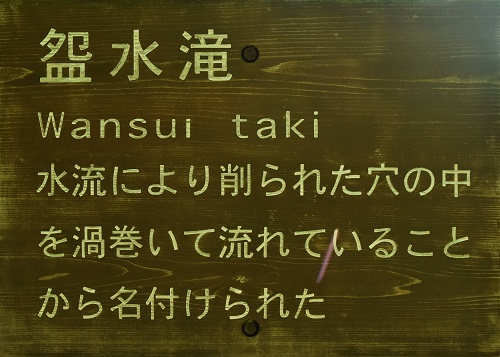 盌水滝
Wansui taki
水流により削られた穴の中
を渦巻いて流れていること
から名付けられた